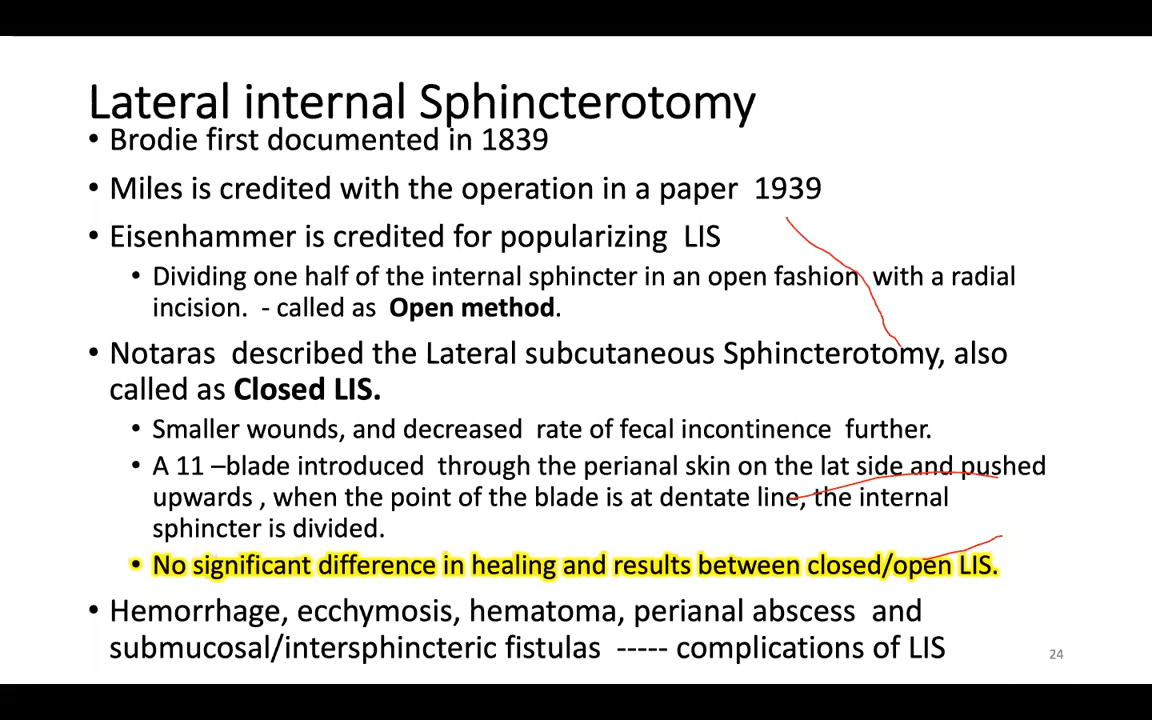 Lateral internal Sphincterotomy
• Brodie first documented in 1839
• Miles is credited with the operation in a paper 1939
• Eisenhammer is credited for popularizing LIS
• Dividing one half of the internal sphincter in an open fashion with a radial
incision. - called as Open method.
• Notaras described the Lateral subcutaneous Sphincterotomy, also
called as Closed LIS.
• Smaller wounds, and decreased rate of fecal incontinence further.
• A 11 –blade introduced through the perianal skin on the lat side and pushed
upwards , when the point of the blade is at dentate line, the internal
sphincter is divided.
• No significant difference in healing and results between closed/open LIS.
• Hemorrhage, ecchymosis, hematoma, perianal abscess and
submucosal/intersphincteric fistulas ----- complications of LIS
24